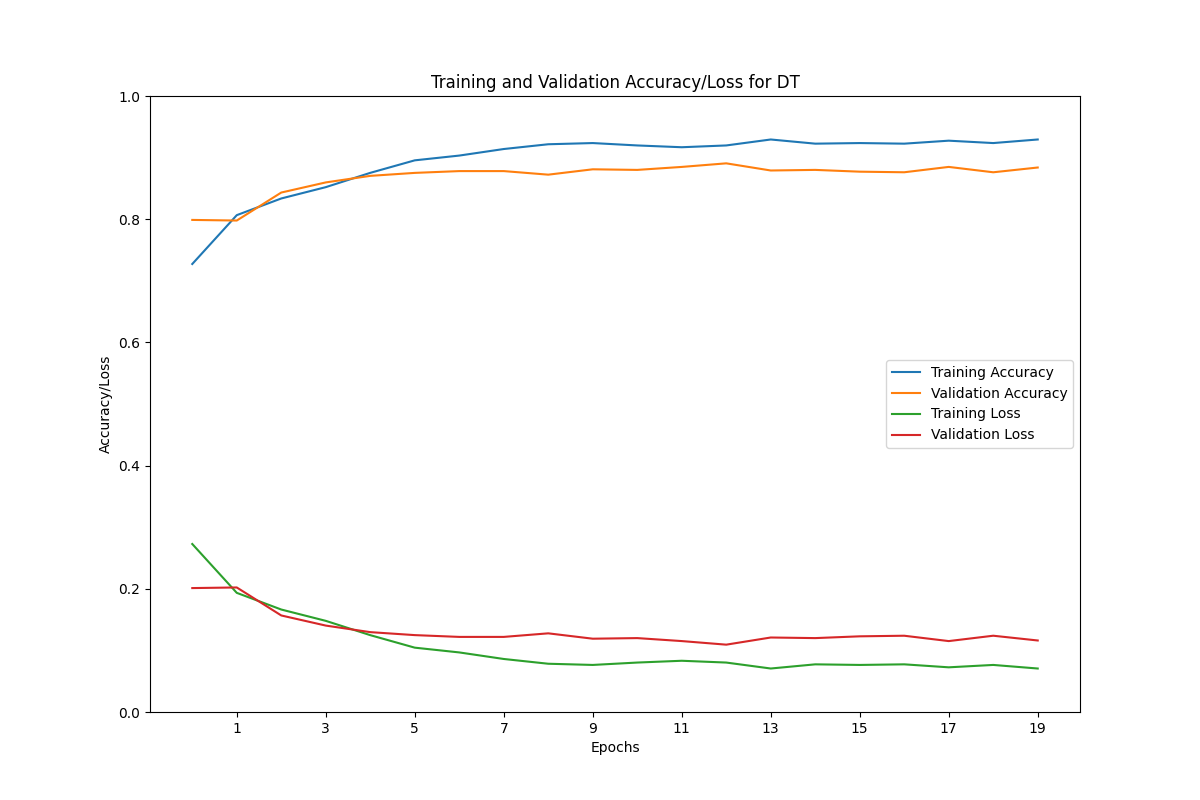 Training and Validation Accuracy/Loss for DT
1.0
0.8
0.6
0.4
0.2
0.0
Accuracy/Loss
Training Accuracy
Validation Accuracy
Training Loss
Validation Loss
1 3 5 7 9 11 13 15 17 19
Epochs